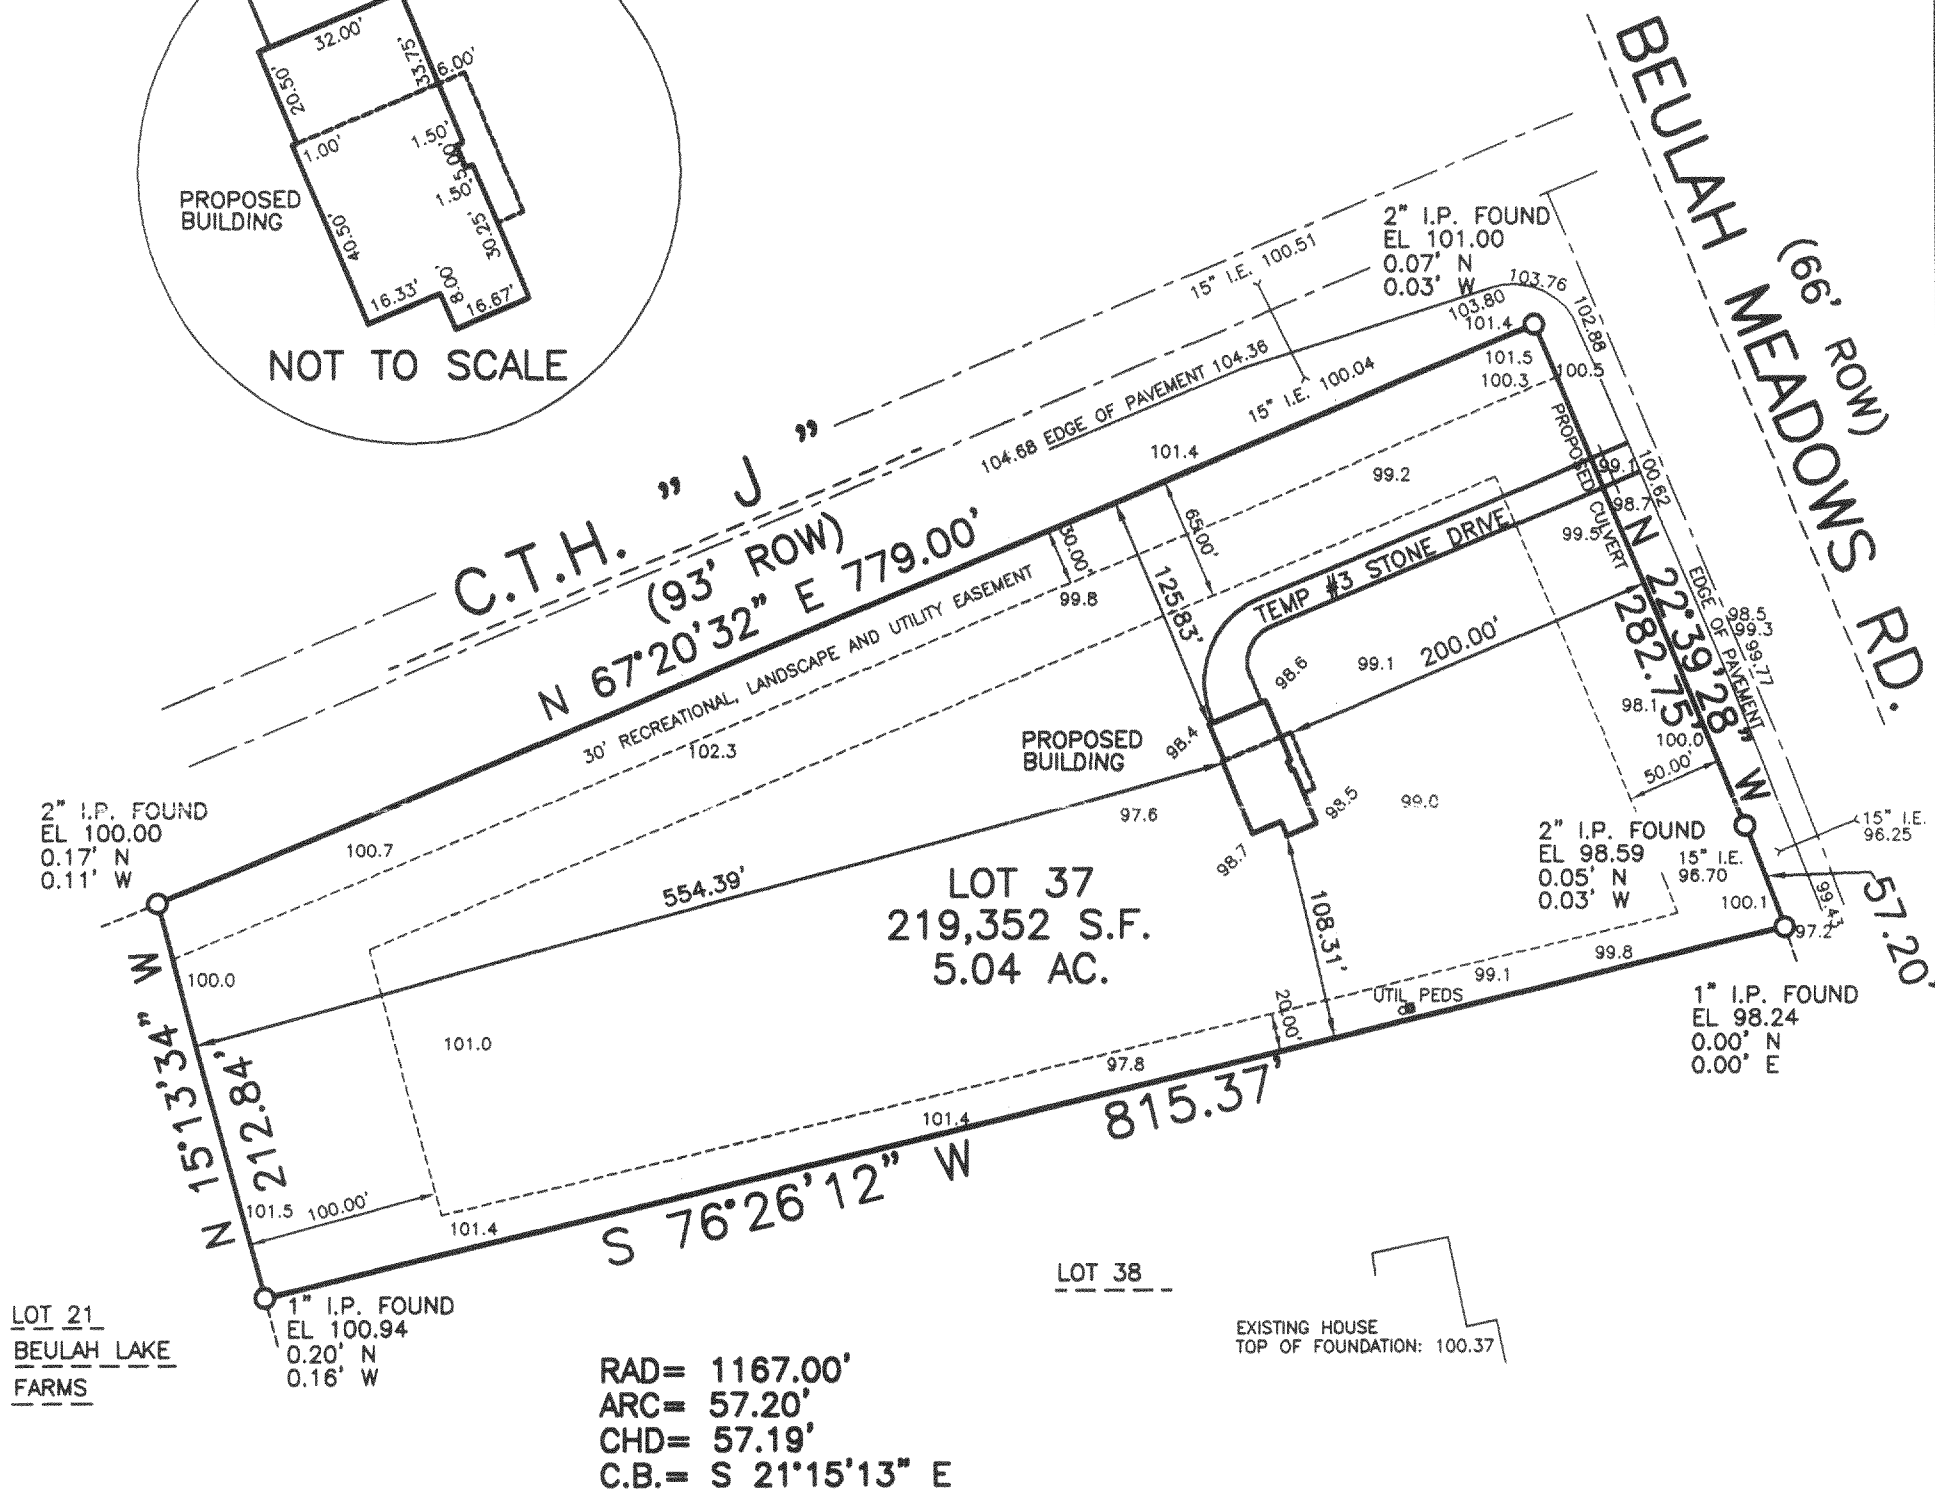 32.00'
33.75'
6.00'
20.50'
1.00'
1.50'
5.00'
1.50'
PROPOSED
BUILDING
40.50'
30.25'
16.33'
8.00'
16.67'
NOT TO SCALE
BEULAH MEADOWS RD.
(66' ROW)
2" I.P. FOUND
EL 101.00
0.07' N
0.03' W
15" I.E. 100.51
103.76
103.80
102.88
101.4
101.5
100.3
100.5
15" I.E. 100.04
104.68 EDGE OF PAVEMENT 104.36
101.4
C.T.H. "J"
(93' ROW)
N 67°20'32" E 779.00'
30' RECREATIONAL, LANDSCAPE AND UTILITY EASEMENT
30.00'
65.00'
99.8
99.2
125.83'
PROPOSED CULVERT
99.1
100.62
98.7
99.5
TEMP #3 STONE DRIVE
N 22°39'28" W
282.75'
EDGE OF PAVEMENT
98.5
99.3
99.77
98.6
99.1
200.00'
98.1
100.0
50.00'
102.3
98.4
PROPOSED
BUILDING
97.6
98.5
99.0
98.7
2" I.P. FOUND
EL 100.00
0.17' N
0.11' W
100.7
554.39'
LOT 37
219,352 S.F.
5.04 AC.
108.31'
2" I.P. FOUND
EL 98.59
0.05' N
0.03' W
15" I.E.
96.70
15" I.E.
96.25
100.1
99.43
97.2
57.20'
99.8
99.1
UTIL PEDS
20.00'
1" I.P. FOUND
EL 98.24
0.00' N
0.00' E
N 15°13'34" W
212.84'
100.0
101.0
101.5
100.00'
101.4
97.8
101.4
815.37'
S 76°26'12" W
LOT 38
EXISTING HOUSE
TOP OF FOUNDATION: 100.37
LOT 21
BEULAH LAKE
FARMS
1" I.P. FOUND
EL 100.94
0.20' N
0.16' W
RAD= 1167.00'
ARC= 57.20'
CHD= 57.19'
C.B.= S 21°15'13" E